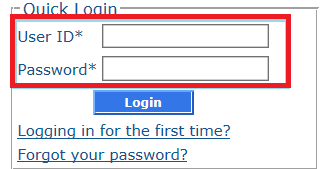 Quick Login
User ID*
Password*
Login
Logging in for the first time?
Forgot your password?